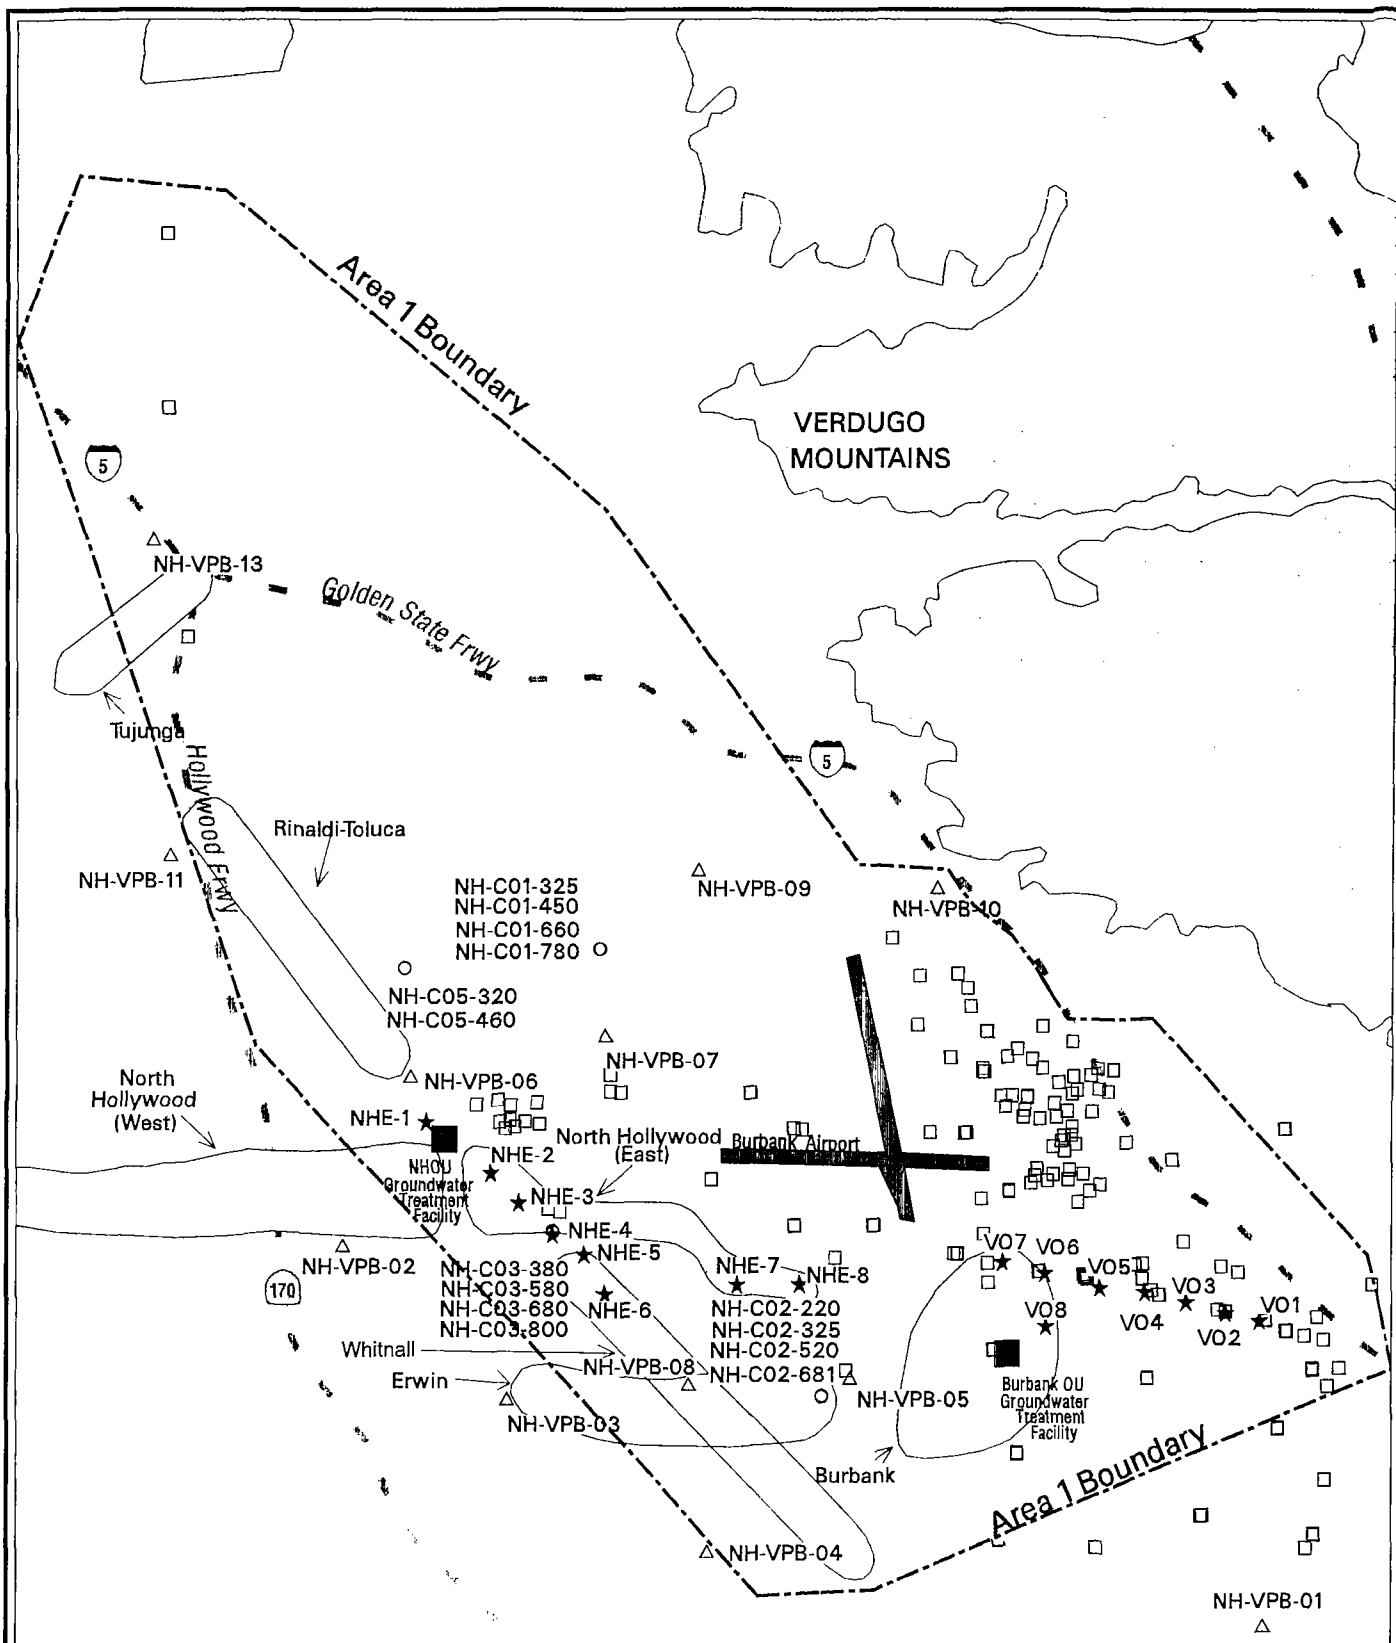 Area 1 Boundary
VERDUGO
MOUNTAINS
5
NH-VPB-13
Golden State Frwy
Tujunga
Hollywood Frwy
5
Rinaldi-Toluca
NH-VPB-11
NH-C01-325
NH-C01-450
NH-C01-660
NH-C01-780
NH-VPB-09
NH-VPB-10
NH-C05-320
NH-C05-460
NH-VPB-07
NH-VPB-06
North
Hollywood
(West)
NHE-1
North Hollywood
(East)
Burbank Airport
NHOU
Groundwater
Treatment
Facility
NHE-2
NHE-3
NHE-4
NHE-5
NHE-6
NHE-7
NHE-8
NH-VPB-02
170
NH-C03-380
NH-C03-580
NH-C03-680
NH-C03-800
NH-C02-220
NH-C02-325
NH-C02-520
NH-C02-681
VO7
VO6
VO5
VO3
VO1
VO8
VO4
VO2
Whitnall
NH-VPB-08
Erwin
NH-VPB-03
NH-VPB-05
Burbank OU
Groundwater
Treatment
Facility
Burbank
Area 1 Boundary
NH-VPB-04
NH-VPB-01